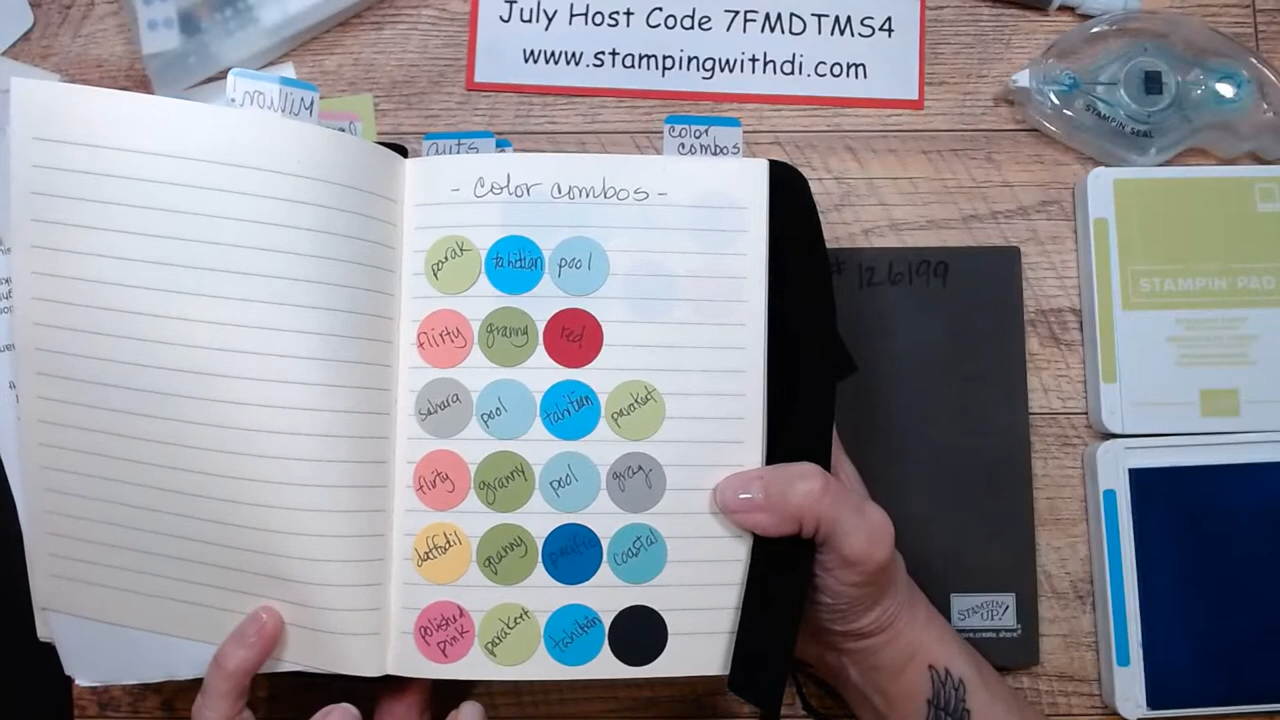 July Host Code 7FMDTMS4
www.stampingwithdi.com
million!
cuts
color
combos
- color combos -
parak tahitian pool
flirty granny red
sahara pool tahitian parakeet
flirty granny pool gray
daffodil granny pacific coastal
polished
pink parakeet tahitian
STAMPIN' SEAL
# 126199
STAMPIN' PAD
STAMPIN' UP!